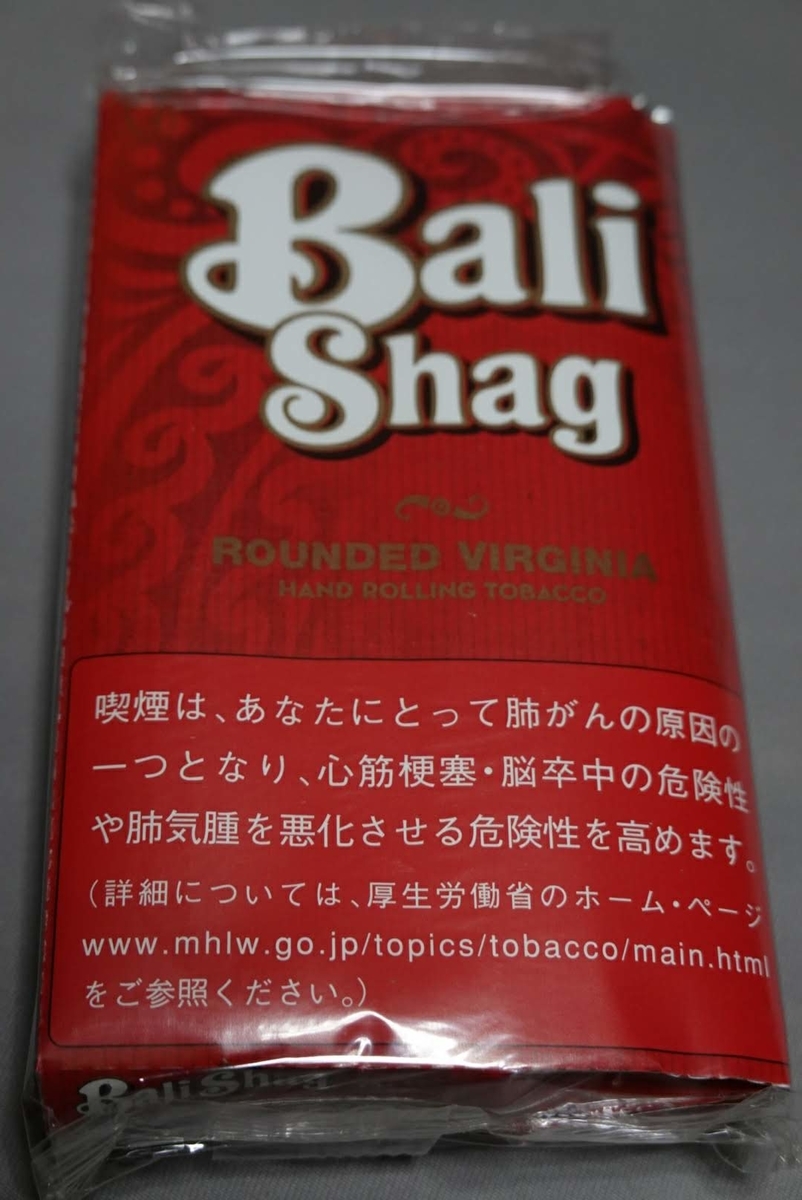 Bali
Shag
ROUNDED VIRGINIA
HAND ROLLING TOBACCO
喫煙は、あなたにとって肺がんの原因の
一つとなり、心筋梗塞・脳卒中の危険性
や肺気腫を悪化させる危険性を高めます。
(詳細については、厚生労働省のホーム・ページ
www.mhlw.go.jp/topics/tobacco/main.html
をご参照ください。)
Bali Shag